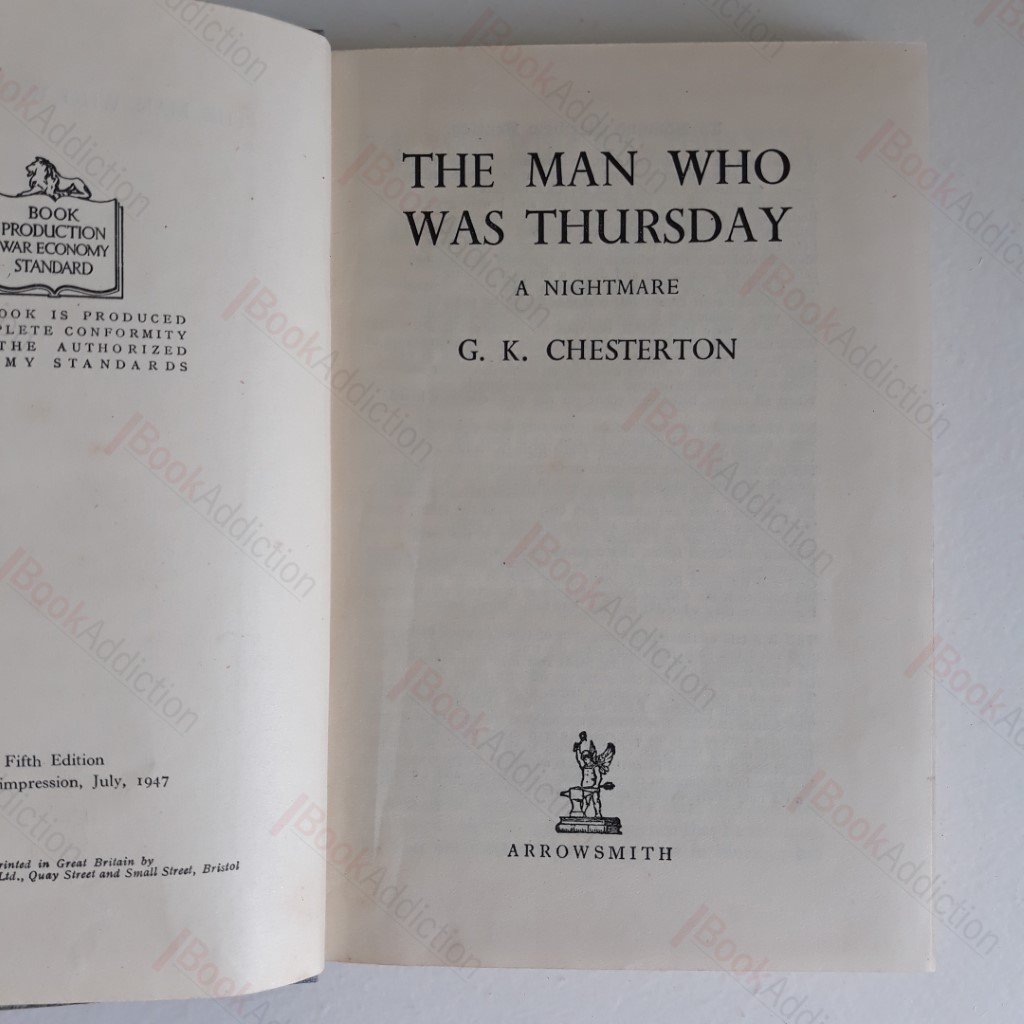 BOOK
PRODUCTION
WAR ECONOMY
STANDARD
OOK IS PRODUCED
PLETE CONFORMITY
THE AUTHORIZED
MY STANDARDS
Fifth Edition
impression, July, 1947
rinted in Great Britain by
Ltd., Quay Street and Small Street, Bristol
THE MAN WHO
WAS THURSDAY
A NIGHTMARE
G. K. CHESTERTON
ARROWSMITH
BookAddiction